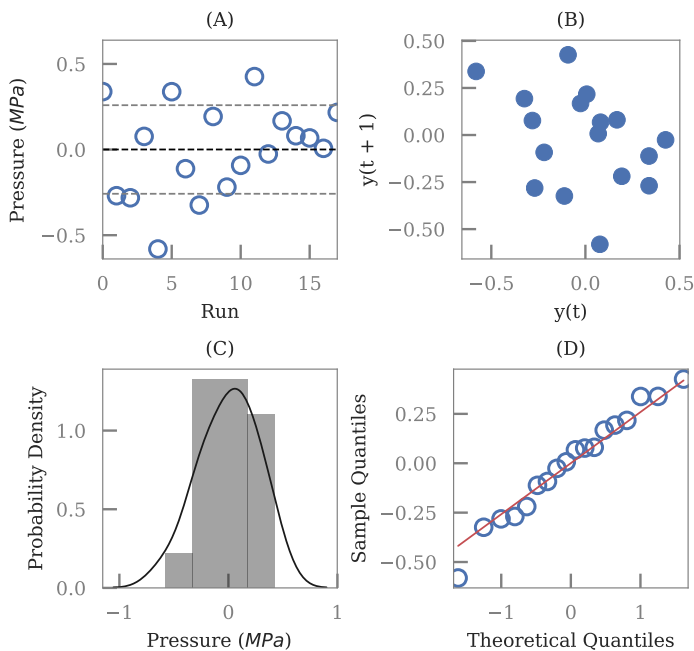 (A)
Pressure (MPa)
0.5
0.0
−0.5
0
5
10
15
Run
(B)
y(t + 1)
0.50
0.25
0.00
−0.25
−0.50
−0.5
0.0
0.5
y(t)
(C)
Probability Density
1.0
0.5
0.0
−1
0
1
Pressure (MPa)
(D)
Sample Quantiles
0.25
0.00
−0.25
−0.50
−1
0
1
Theoretical Quantiles